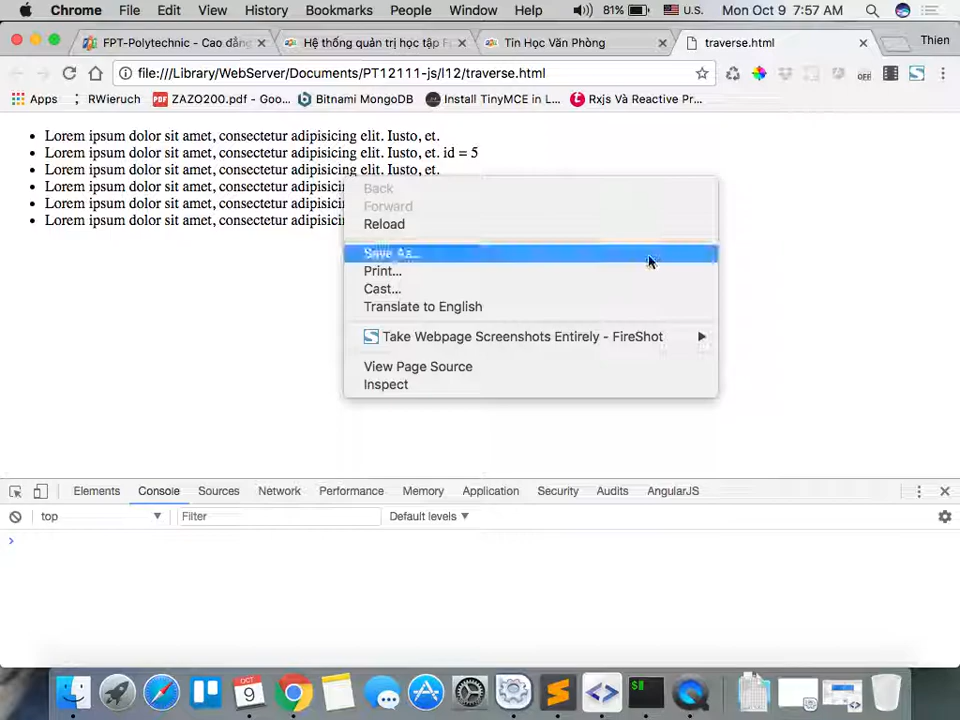 Chrome File Edit View History Bookmarks People Window Help 81% U.S. Mon Oct 9 7:57 AM
FPT-Polytechnic - Cao đẳng Hệ thống quản trị học tập F Tin Học Văn Phòng traverse.html Thien
file:///Library/WebServer/Documents/PT12111-js/l12/traverse.html OFF
Apps RWieruch PDF ZAZO200.pdf - Goo... Bitnami MongoDB Install TinyMCE in L... Rxjs Và Reactive Pr...
Lorem ipsum dolor sit amet, consectetur adipisicing elit. Iusto, et.
Lorem ipsum dolor sit amet, consectetur adipisicing elit. Iusto, et. id = 5
Lorem ipsum dolor sit amet, consectetur adipisicing elit. Iusto, et.
Lorem ipsum dolor sit amet, consectetur adipisicin
Lorem ipsum dolor sit amet, consectetur adipisicin
Lorem ipsum dolor sit amet, consectetur adipisicin
Back
Forward
Reload
Save As...
Print...
Cast...
Translate to English
Take Webpage Screenshots Entirely - FireShot
View Page Source
Inspect
Elements Console Sources Network Performance Memory Application Security Audits AngularJS
top Filter Default levels
OCT
9